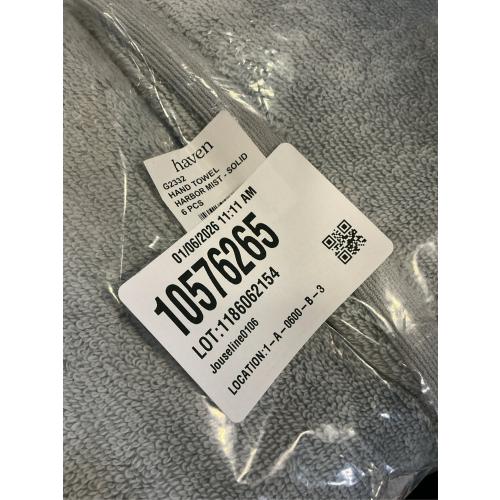 haven
G2332
HAND TOWEL
HARBOR MIST - SOLID
6 PCS
01/06/2026 11:11 AM
10576265
LOT:1186062154
Jouseline0106
LOCATION:1-A-0600-B-3